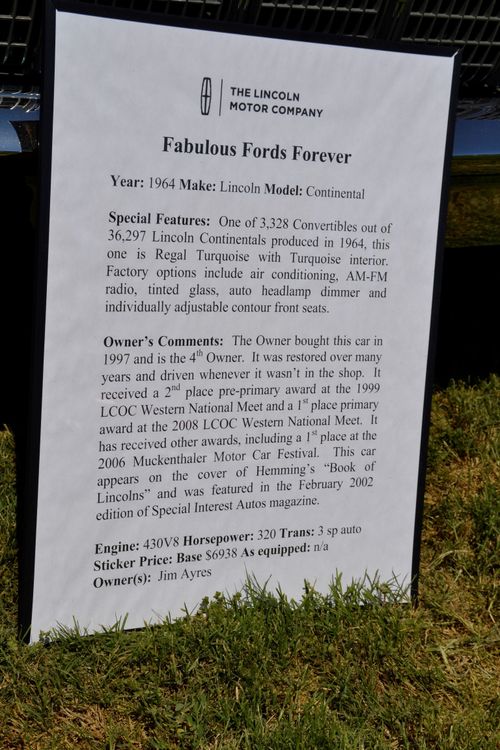 THE LINCOLN
MOTOR COMPANY
Fabulous Fords Forever
Year: 1964 Make: Lincoln Model: Continental
Special Features: One of 3,328 Convertibles out of
36,297 Lincoln Continentals produced in 1964, this
one is Regal Turquoise with Turquoise interior.
Factory options include air conditioning, AM-FM
radio, tinted glass, auto headlamp dimmer and
individually adjustable contour front seats.
Owner's Comments: The Owner bought this car in
1997 and is the 4th Owner. It was restored over many
years and driven whenever it wasn't in the shop. It
received a 2nd place pre-primary award at the 1999
LCOC Western National Meet and a 1st place primary
award at the 2008 LCOC Western National Meet. It
has received other awards, including a 1st place at the
2006 Muckenthaler Motor Car Festival. This car
appears on the cover of Hemming's "Book of
Lincolns" and was featured in the February 2002
edition of Special Interest Autos magazine.
Engine: 430V8 Horsepower: 320 Trans: 3 sp auto
Sticker Price: Base $6938 As equipped: n/a
Owner(s): Jim Ayres